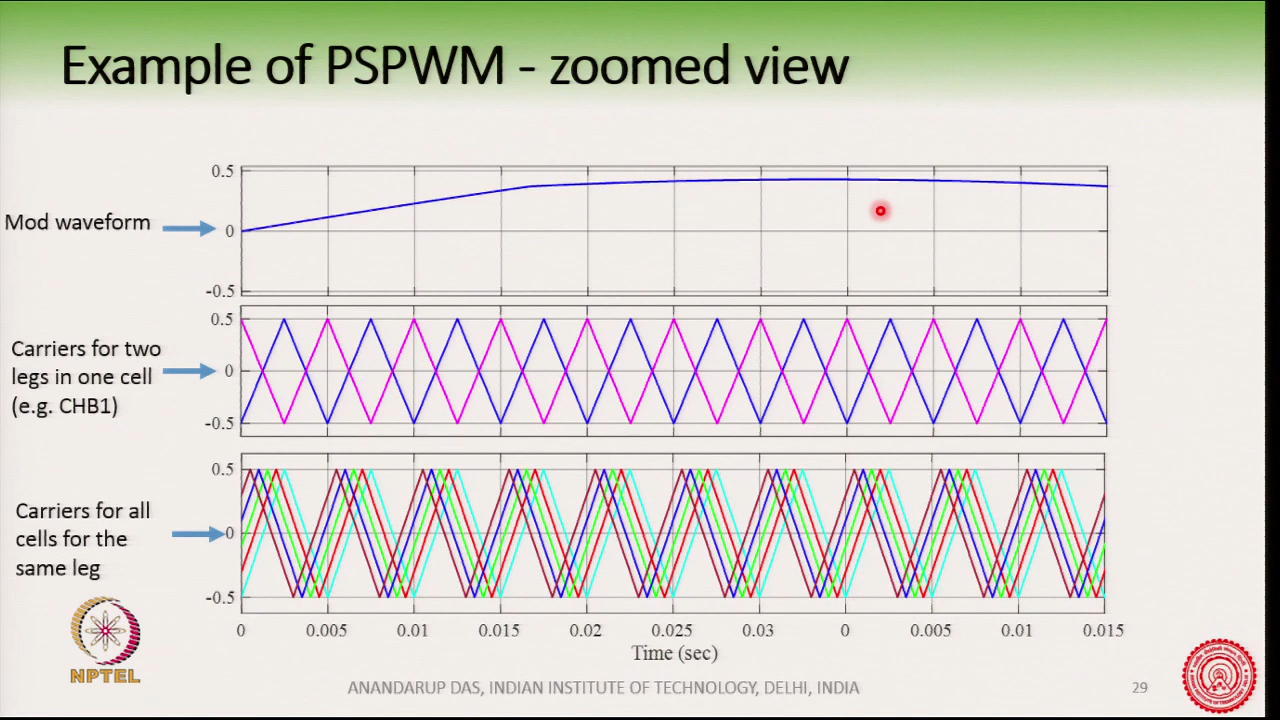 Example of PSPWM - zoomed view
Mod waveform
0.5
0
-0.5
Carriers for two
legs in one cell
(e.g. CHB1)
0.5
0
-0.5
Carriers for all
cells for the
same leg
0.5
0
-0.5
0 0.005 0.01 0.015 0.02 0.025 0.03 0 0.005 0.01 0.015
Time (sec)
NPTEL
ANANDARUP DAS, INDIAN INSTITUTE OF TECHNOLOGY, DELHI, INDIA
29